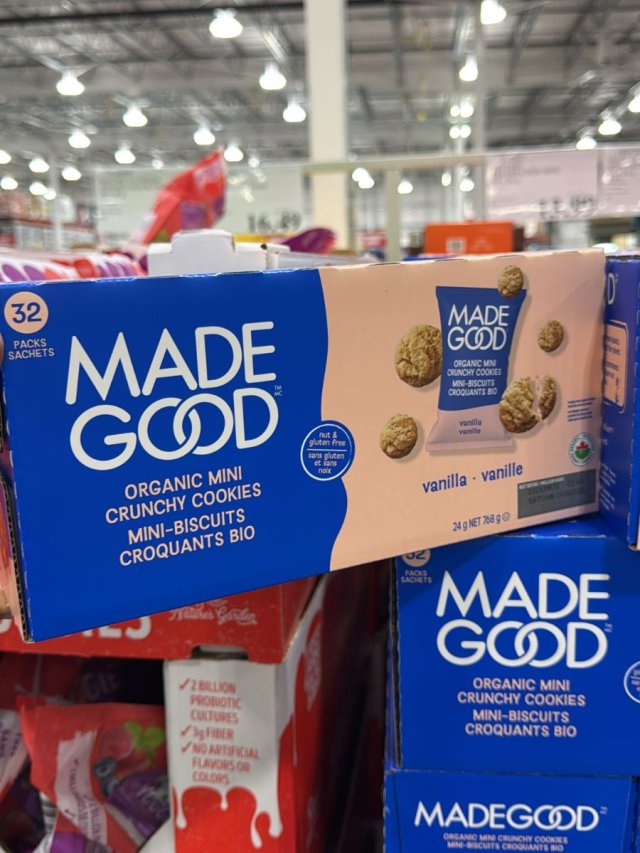 16.49
32
PACKS
SACHETS
MADE
GOOD
TM
MC
ORGANIC MINI
CRUNCHY COOKIES
MINI-BISCUITS
CROQUANTS BIO
nut &
gluten free
sans gluten
et sans
noix
MADE
GOOD
ORGANIC MINI
CRUNCHY COOKIES
MINI-BISCUITS
CROQUANTS BIO
vanilla
vanille
vanilla · vanille
24 g NET 768 g
Nature's Garden
✓ 2 BILLION
PROBIOTIC
CULTURES
✓ 3g FIBER
✓ NO ARTIFICIAL
FLAVORS OR
COLORS
32
PACKS
SACHETS
MADE
GOOD
ORGANIC MINI
CRUNCHY COOKIES
MINI-BISCUITS
CROQUANTS BIO
MADEGOOD
ORGANIC MINI CRUNCHY COOKIES
MINI-BISCUITS CROQUANTS BIO